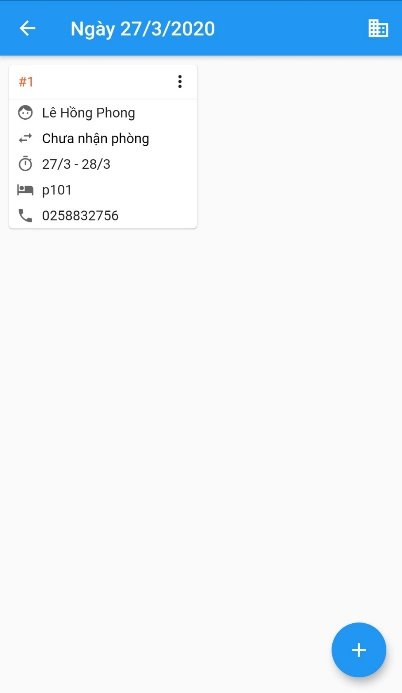 Ngày 27/3/2020
#1
Lê Hồng Phong
Chưa nhận phòng
27/3 - 28/3
p101
0258832756